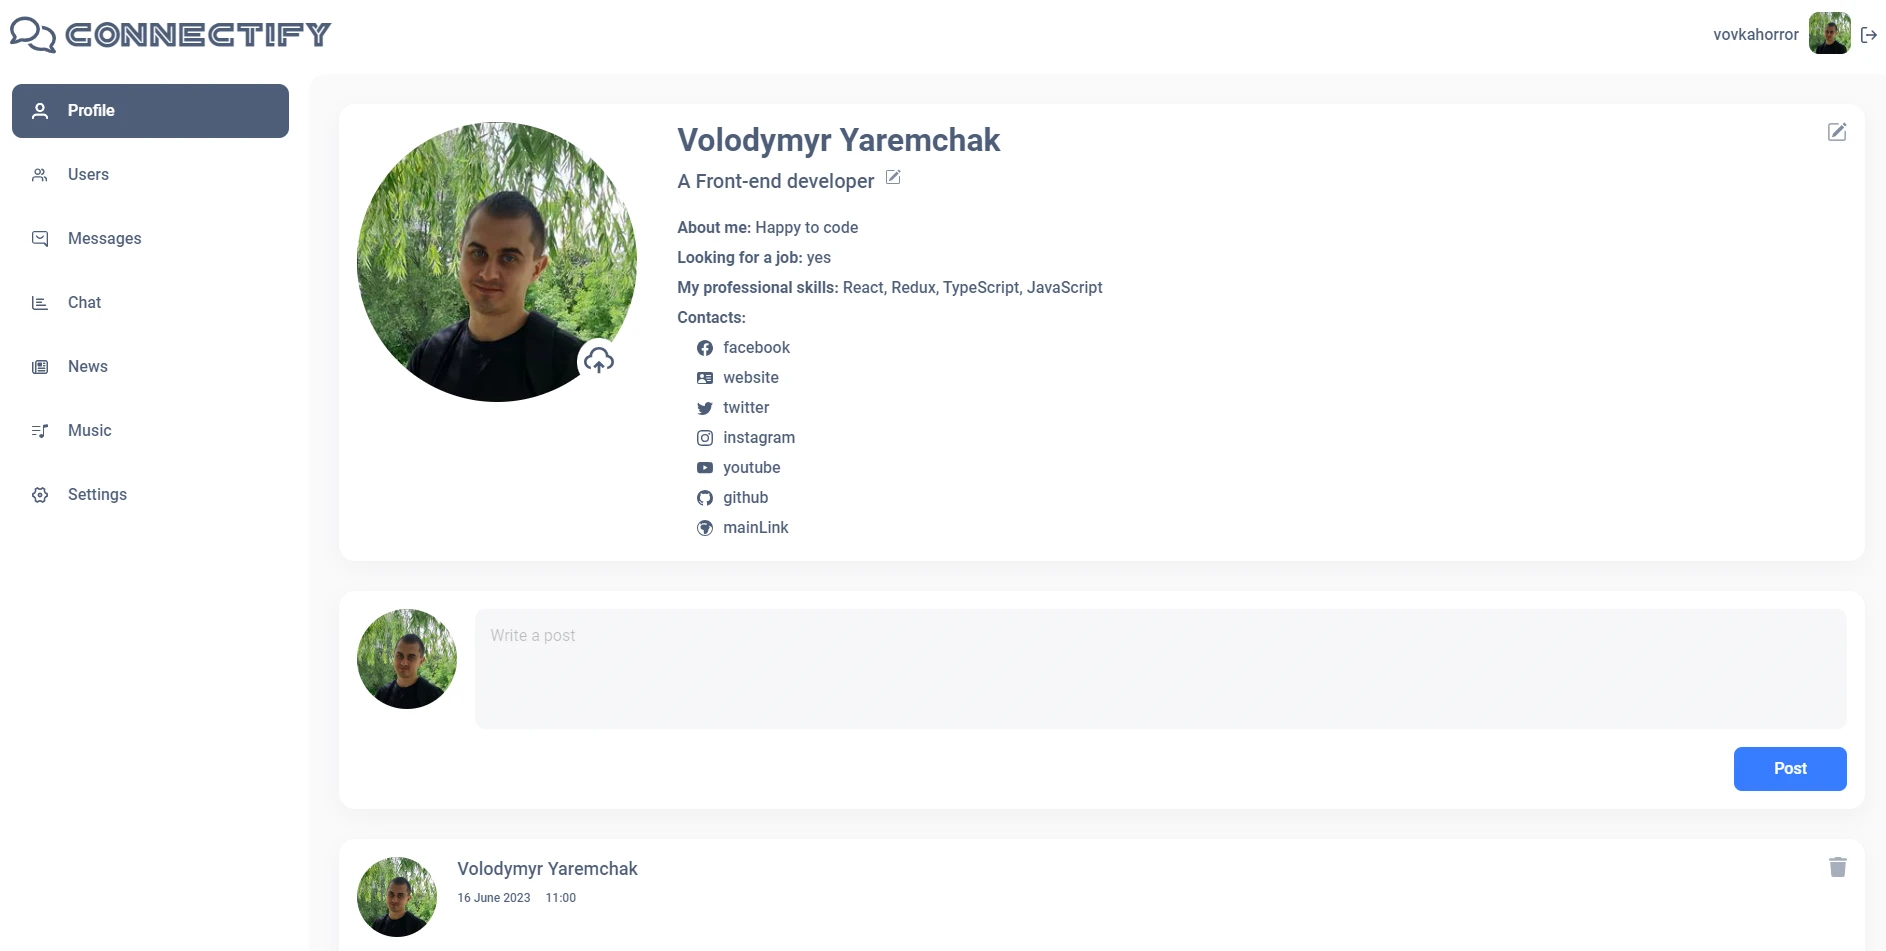 CONNECTIFY
vovkahorror
Profile
Users
Messages
Chat
News
Music
Settings
Volodymyr Yaremchak
A Front-end developer
About me: Happy to code
Looking for a job: yes
My professional skills: React, Redux, TypeScript, JavaScript
Contacts:
facebook
website
twitter
instagram
youtube
github
mainLink
Write a post
Post
Volodymyr Yaremchak
16 June 2023 11:00